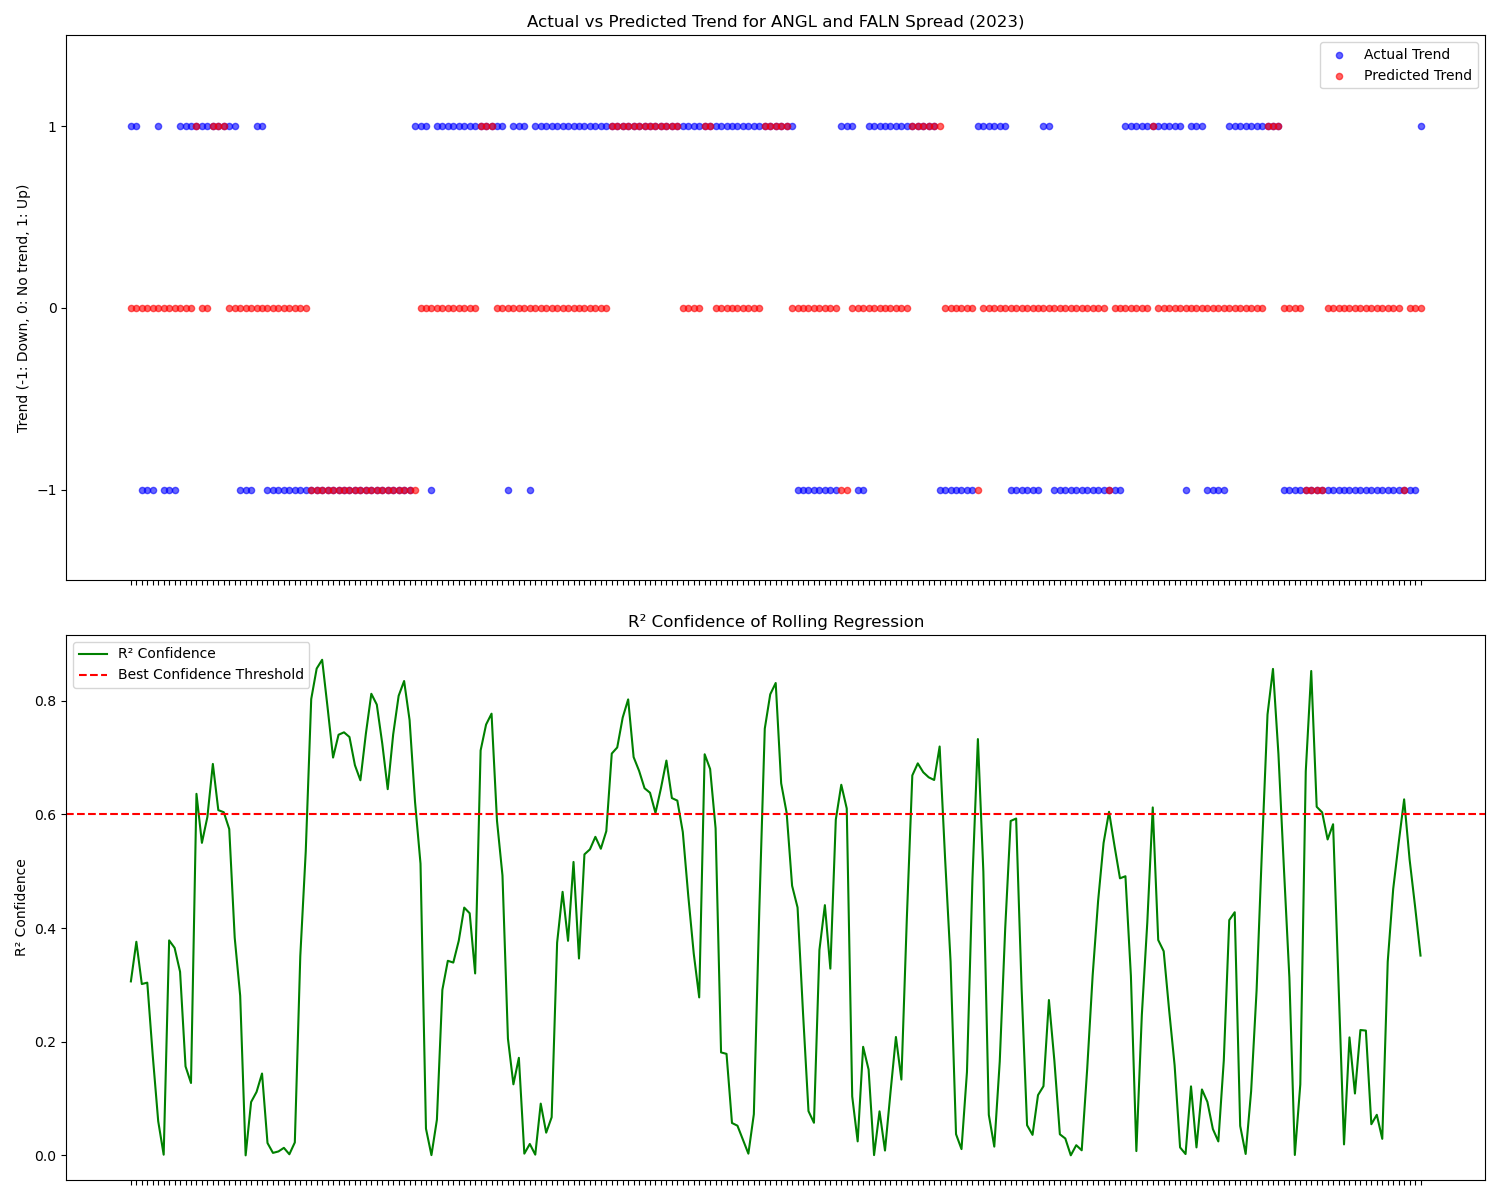 Actual vs Predicted Trend for ANGL and FALN Spread (2023)
Trend (-1: Down, 0: No trend, 1: Up)
1
0
−1
Actual Trend
Predicted Trend
R² Confidence of Rolling Regression
R² Confidence
0.8
0.6
0.4
0.2
0.0
R² Confidence
Best Confidence Threshold